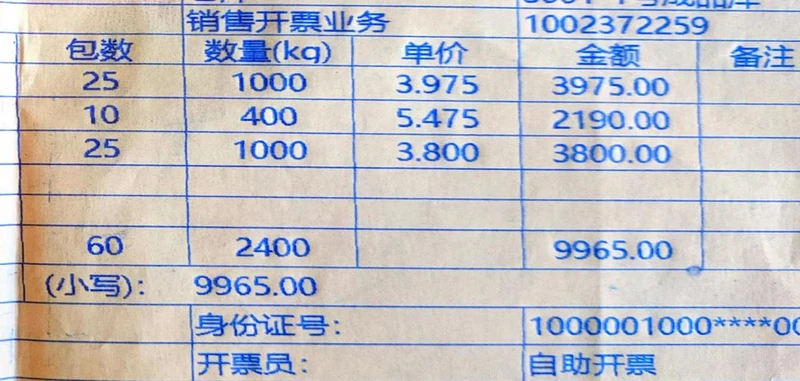 销售开票业务 1002372259
包数 数量(kg) 单价 金额 备注
25 1000 3.975 3975.00
10 400 5.475 2190.00
25 1000 3.800 3800.00
60 2400 9965.00
(小写): 9965.00
身份证号: 1000001000****00
开票员: 自助开票